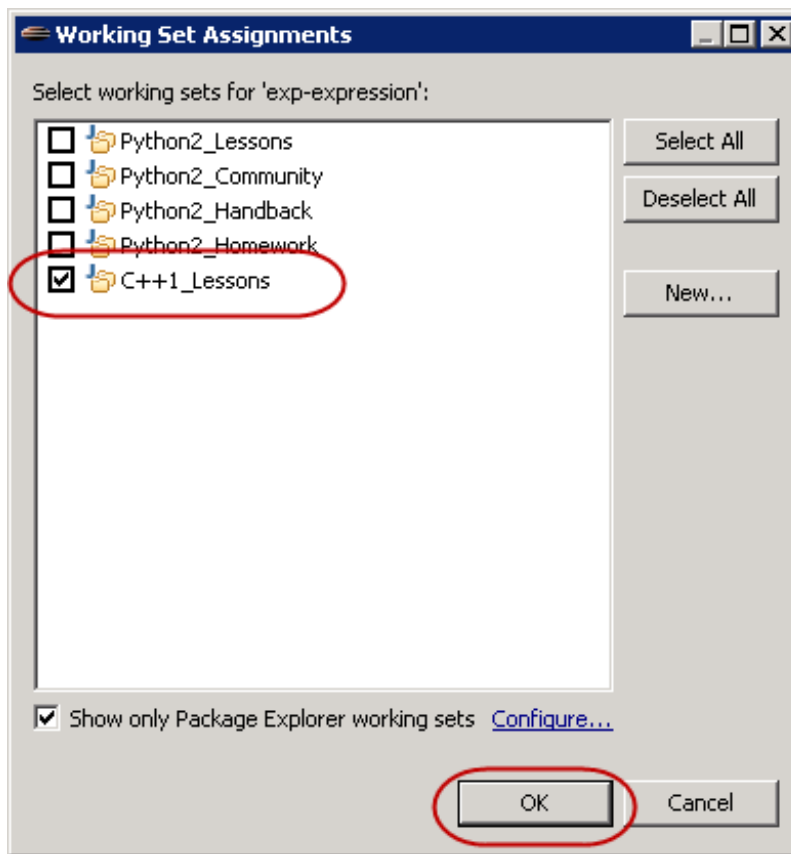 Working Set Assignments
Select working sets for 'exp-expression':
Python2_Lessons
Python2_Community
Python2_Handback
Python2_Homework
C++1_Lessons
Select All
Deselect All
New...
Show only Package Explorer working sets Configure...
OK Cancel